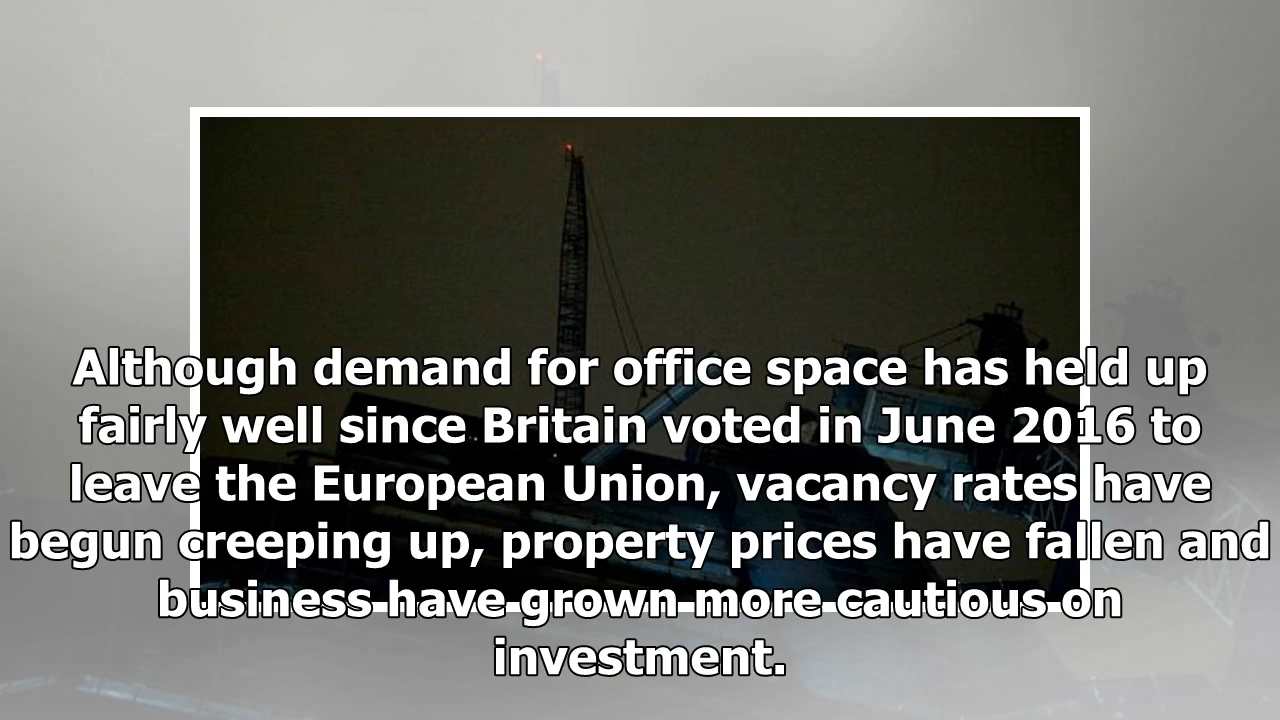 Although demand for office space has held up
fairly well since Britain voted in June 2016 to
leave the European Union, vacancy rates have
begun creeping up, property prices have fallen and
business have grown more cautious on
investment.